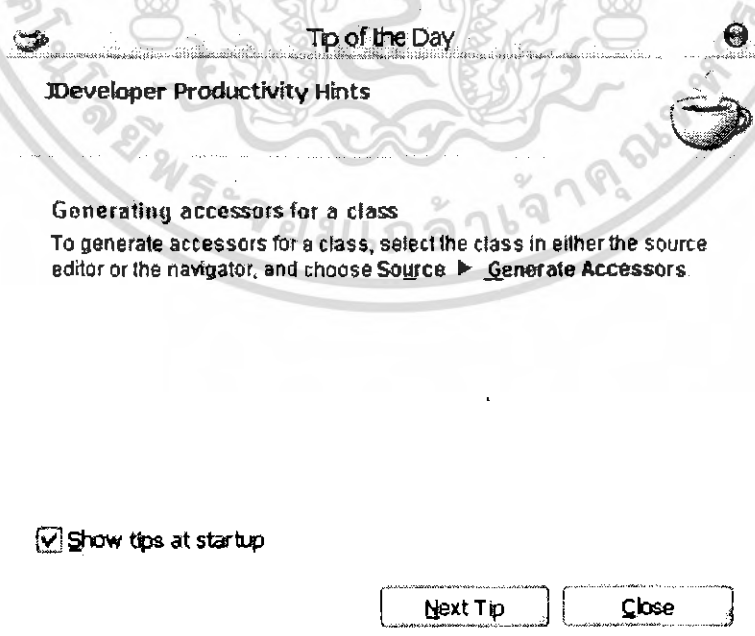 Tip of the Day
JDeveloper Productivity Hints
Generating accessors for a class
To generate accessors for a class, select the class in either the source
editor or the navigator, and choose Source ▶ Generate Accessors.
Show tips at startup
Next Tip
Close